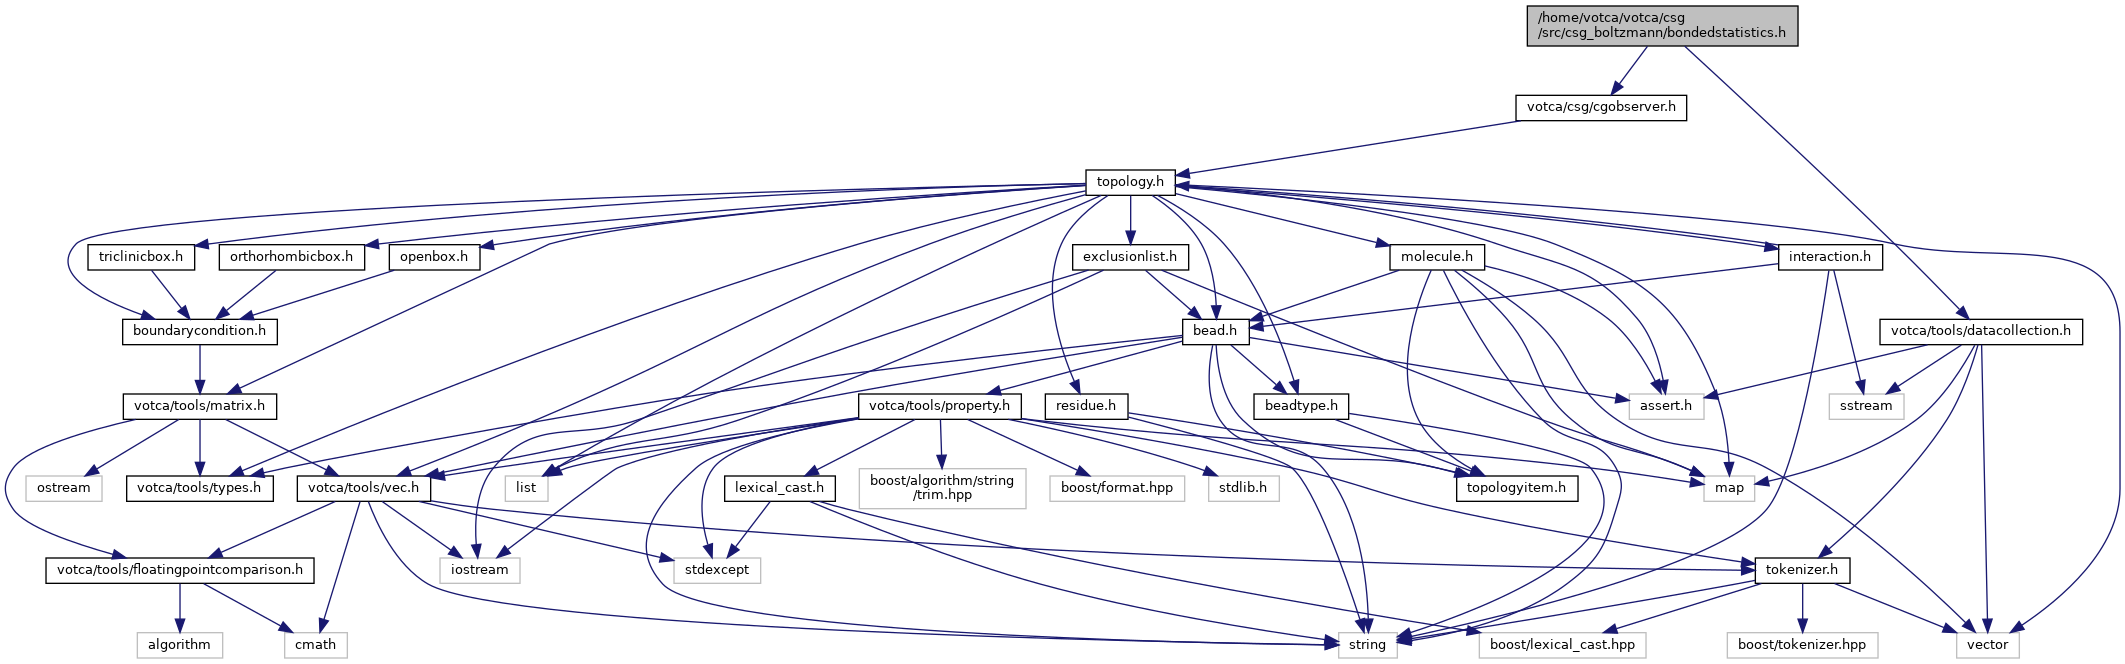 /home/votca/votca/csg
/src/csg_boltzmann/bondedstatistics.h
votca/csg/cgobserver.h
topology.h
triclinicbox.h
orthorhombicbox.h
openbox.h
exclusionlist.h
molecule.h
interaction.h
boundarycondition.h
bead.h
votca/tools/datacollection.h
votca/tools/matrix.h
votca/tools/property.h
residue.h
beadtype.h
assert.h
sstream
ostream
votca/tools/types.h
votca/tools/vec.h
list
lexical_cast.h
boost/algorithm/string
/trim.hpp
boost/format.hpp
stdlib.h
topologyitem.h
map
votca/tools/floatingpointcomparison.h
iostream
stdexcept
tokenizer.h
algorithm
cmath
string
boost/lexical_cast.hpp
boost/tokenizer.hpp
vector